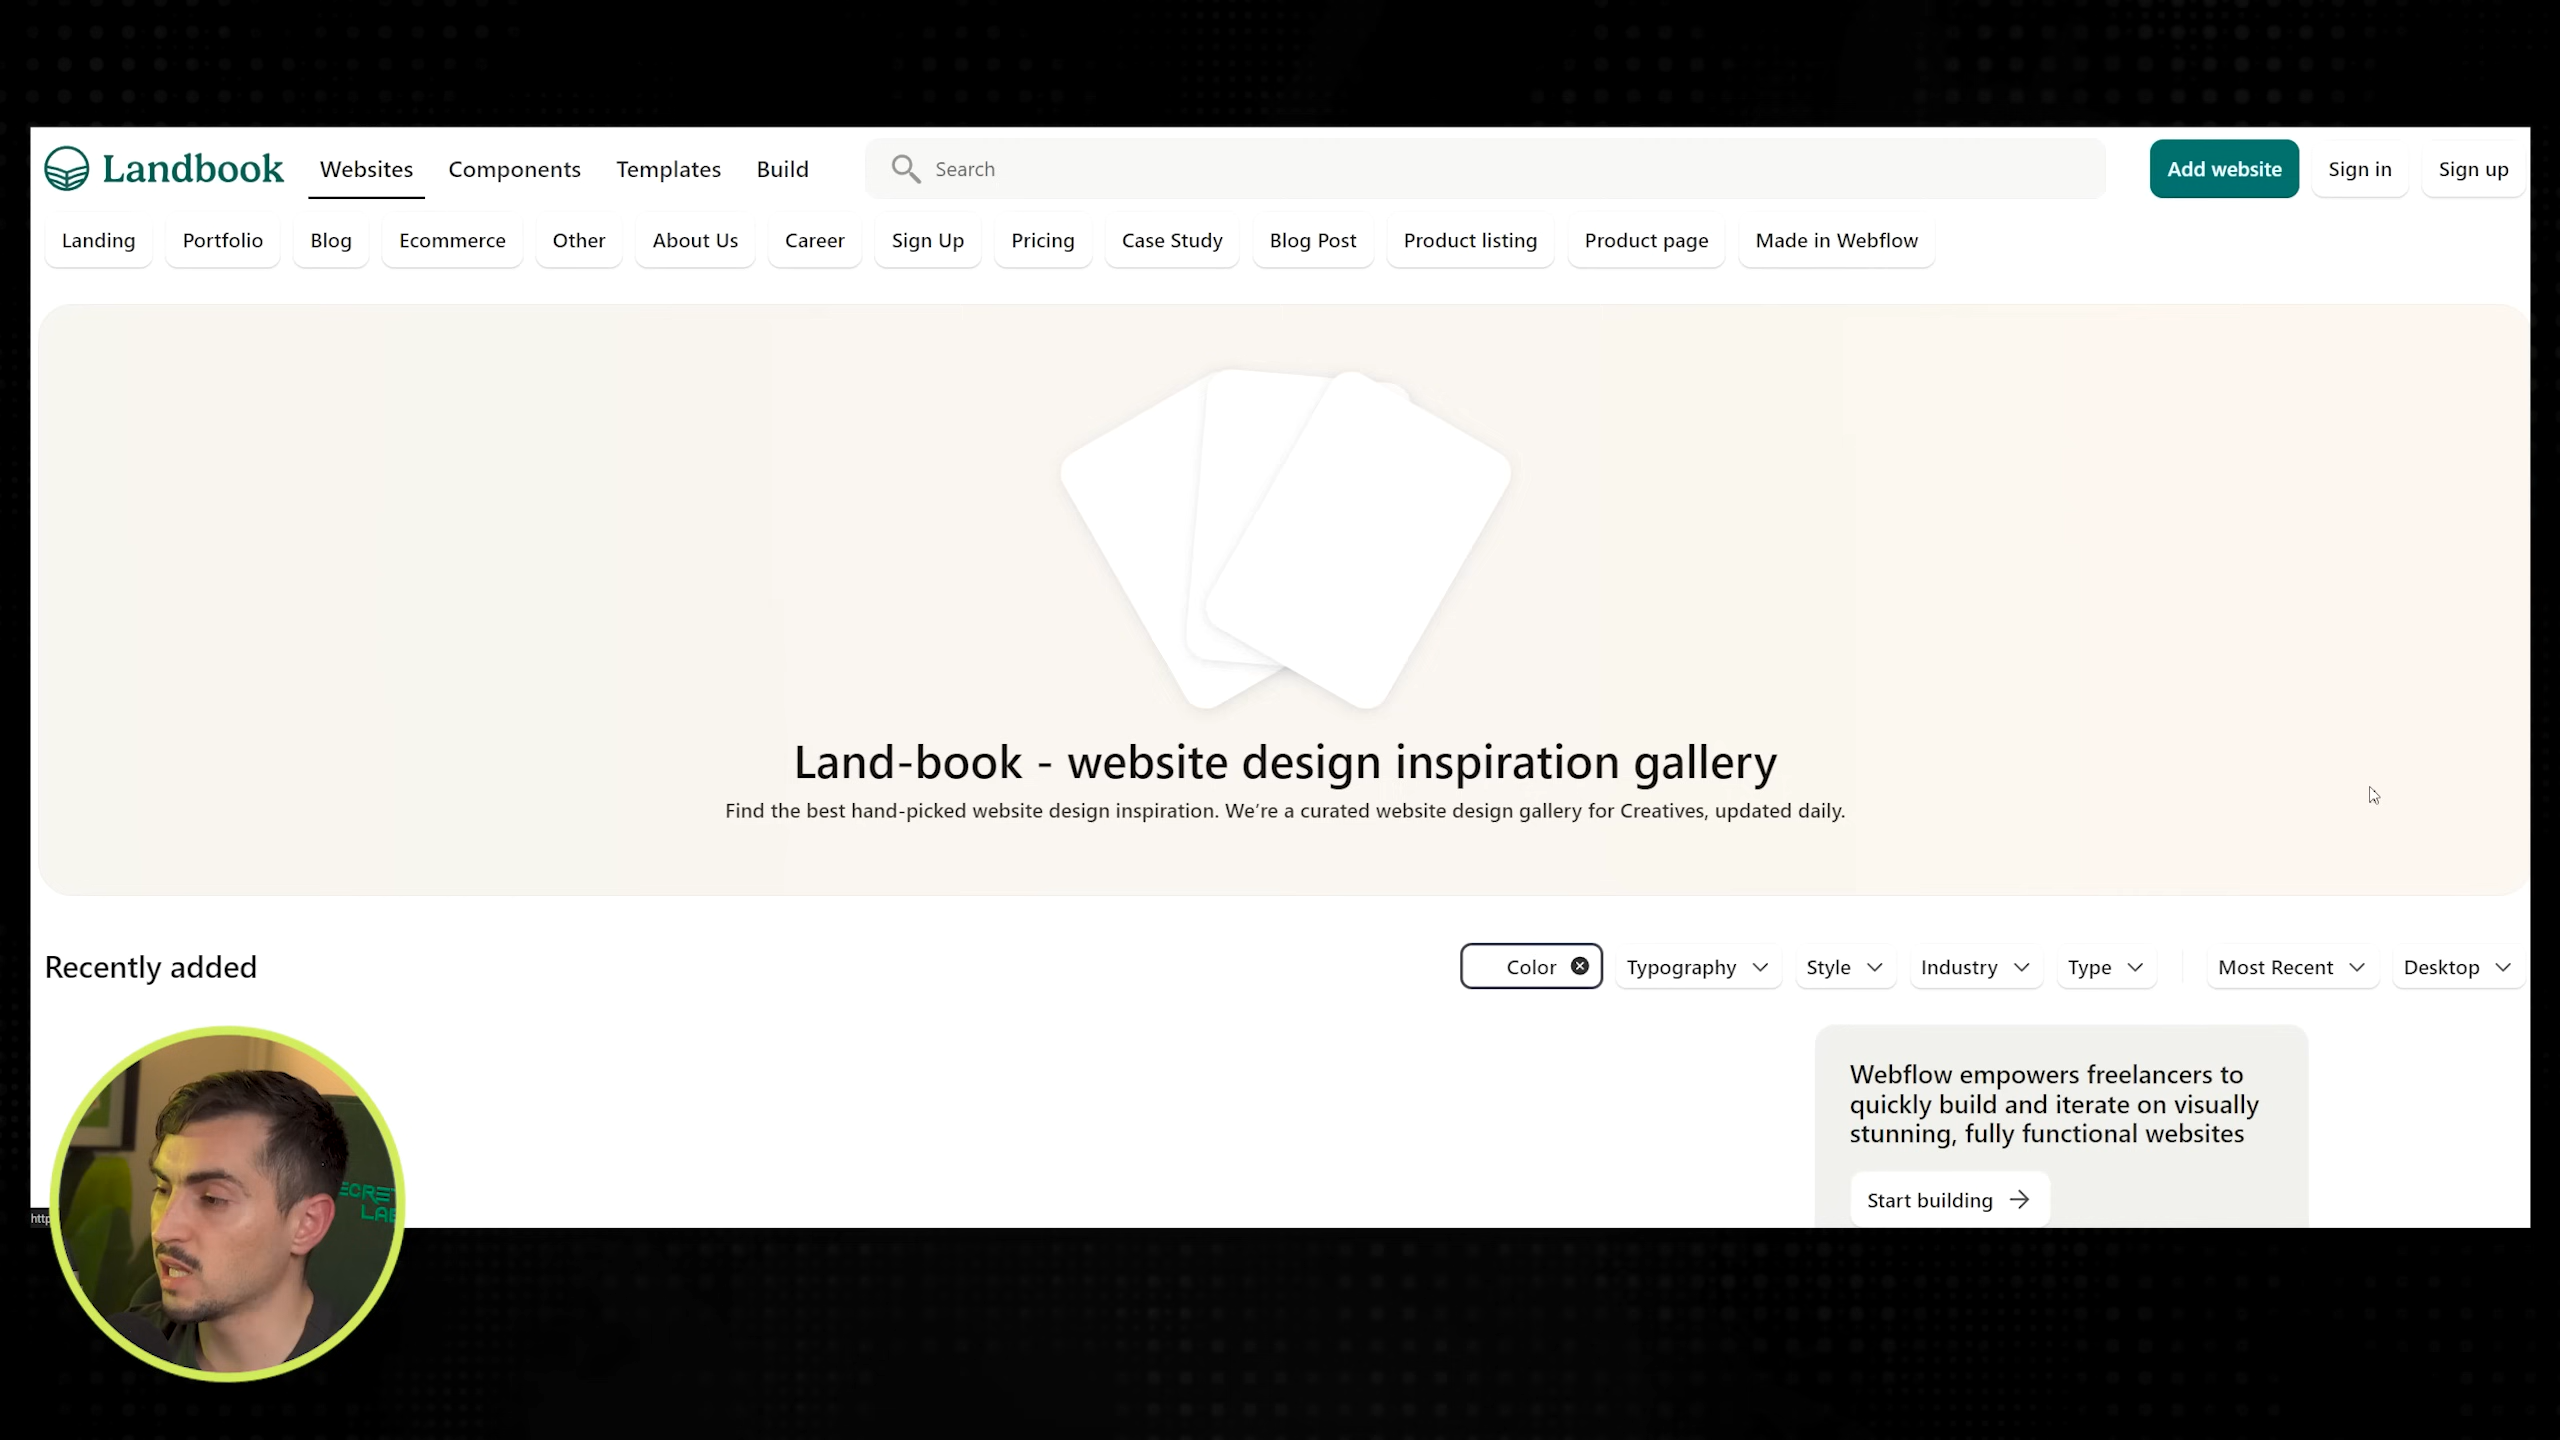 Landbook
Websites Components Templates Build Search Add website Sign in Sign up
Landing Portfolio Blog Ecommerce Other About Us Career Sign Up Pricing Case Study Blog Post Product listing Product page Made in Webflow
Land-book - website design inspiration gallery
Find the best hand-picked website design inspiration. We're a curated website design gallery for Creatives, updated daily.
Recently added Color Typography Style Industry Type Most Recent Desktop
Webflow empowers freelancers to
quickly build and iterate on visually
stunning, fully functional websites
Start building